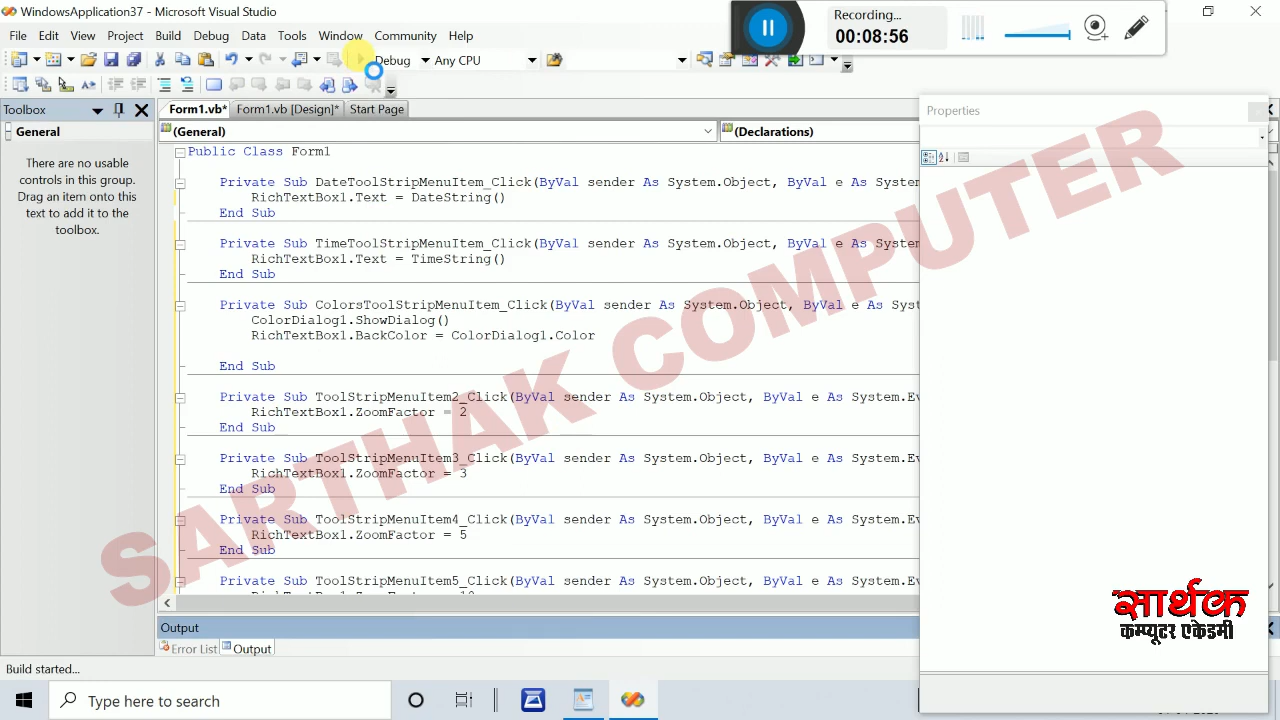 WindowsApplication37 - Microsoft Visual Studio
Recording...
00:08:56
File Edit View Project Build Debug Data Tools Window Community Help
Debug Any CPU
Toolbox
General
There are no usable
controls in this group.
Drag an item onto this
text to add it to the
toolbox.
Form1.vb* Form1.vb [Design]* Start Page
(General) (Declarations)
Public Class Form1
Private Sub DateToolStripMenuItem_Click(ByVal sender As System.Object, ByVal e As System
RichTextBox1.Text = DateString()
End Sub
Private Sub TimeToolStripMenuItem_Click(ByVal sender As System.Object, ByVal e As System
RichTextBox1.Text = TimeString()
End Sub
Private Sub ColorsToolStripMenuItem_Click(ByVal sender As System.Object, ByVal e As Syst
ColorDialog1.ShowDialog()
RichTextBox1.BackColor = ColorDialog1.Color
End Sub
Private Sub ToolStripMenuItem2_Click(ByVal sender As System.Object, ByVal e As System.Ev
RichTextBox1.ZoomFactor = 2
End Sub
Private Sub ToolStripMenuItem3_Click(ByVal sender As System.Object, ByVal e As System.Ev
RichTextBox1.ZoomFactor = 3
End Sub
Private Sub ToolStripMenuItem4_Click(ByVal sender As System.Object, ByVal e As System.Ev
RichTextBox1.ZoomFactor = 5
End Sub
Private Sub ToolStripMenuItem5_Click(ByVal sender As System.Object, ByVal e As System.Ev
Properties
SARTHAK COMPUTER
सार्थक
कम्प्यूटर एकेडमी
Output
Error List Output
Build started...
Type here to search